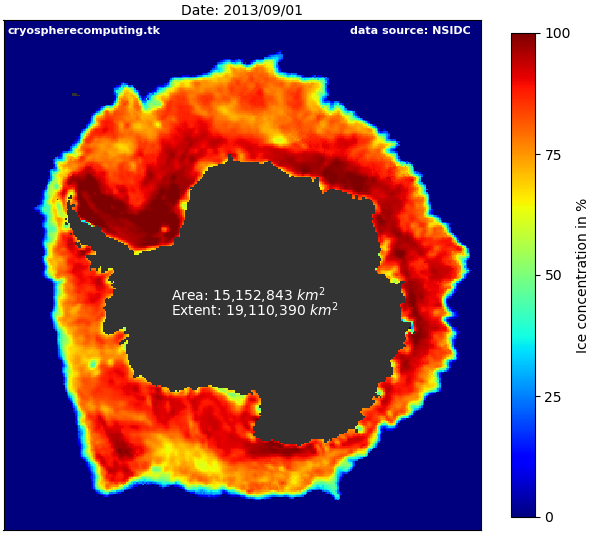 Date: 2013/09/01
cryospherecomputing.tk data source: NSIDC
Area: 15,152,843 km²
Extent: 19,110,390 km²
100
75
50
25
0
Ice concentration in %